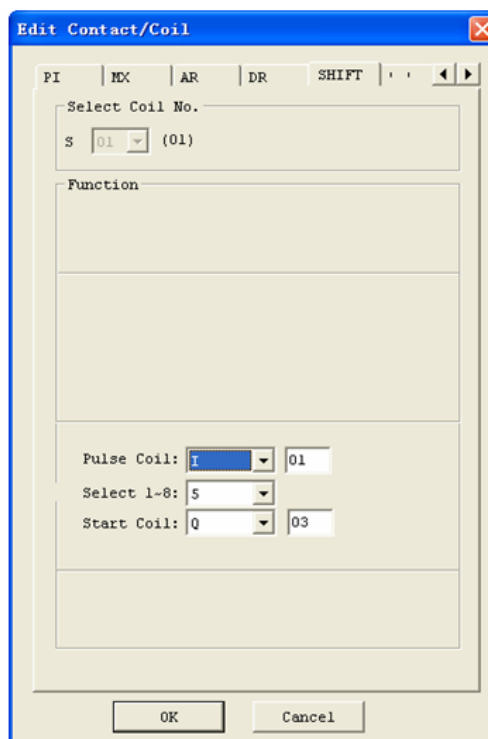 Edit Contact/Coil
PI MX AR DR SHIFT
Select Coil No.
S 01 (01)
Function
Pulse Coil: I 01
Select 1~8: 5
Start Coil: Q 03
OK Cancel